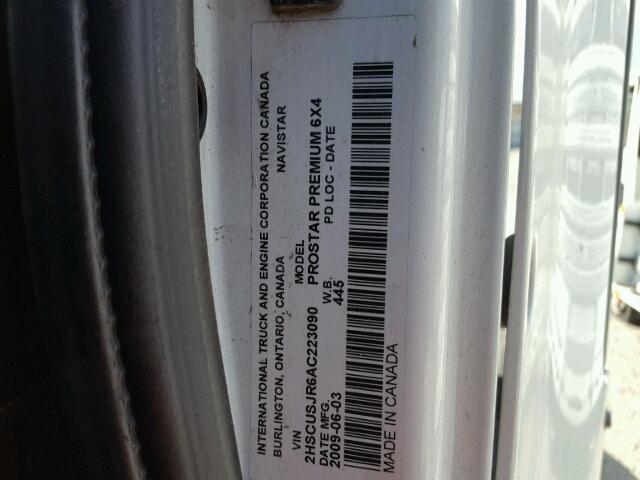 INTERNATIONAL TRUCK AND ENGINE CORPORATION CANADA
BURLINGTON, ONTARIO, CANADA NAVISTAR
VIN MODEL
2HSCUSJR6AC223090 PROSTAR PREMIUM 6X4
DATE MFG. W.B. PD LOC - DATE
2009-06-03 445
MADE IN CANADA